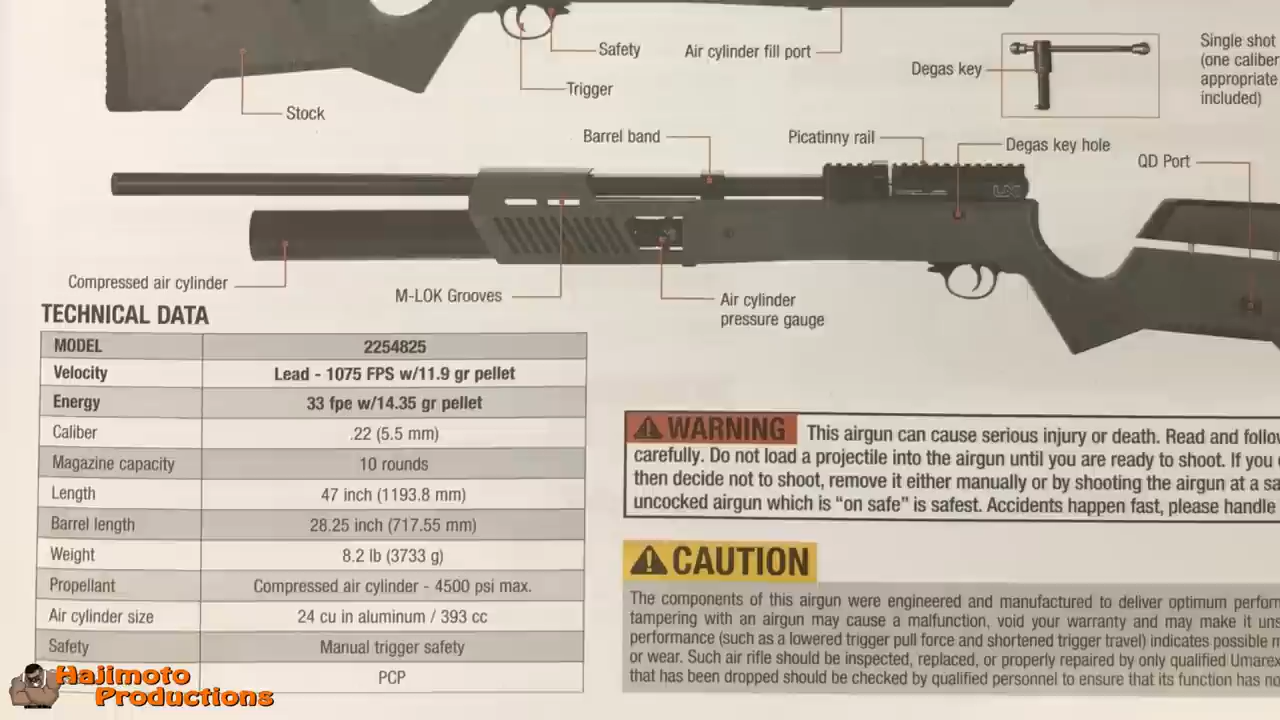 Safety
Air cylinder fill port
Trigger
Stock
Degas key
Single shot
(one caliber
appropriate
included)
Barrel band
Picatinny rail
Degas key hole
QD Port
Compressed air cylinder
M-LOK Grooves
Air cylinder
pressure gauge
TECHNICAL DATA
MODEL 2254825
Velocity Lead - 1075 FPS w/11.9 gr pellet
Energy 33 fpe w/14.35 gr pellet
Caliber .22 (5.5 mm)
Magazine capacity 10 rounds
Length 47 inch (1193.8 mm)
Barrel length 28.25 inch (717.55 mm)
Weight 8.2 lb (3733 g)
Propellant Compressed air cylinder - 4500 psi max.
Air cylinder size 24 cu in aluminum / 393 cc
Safety Manual trigger safety
PCP
WARNING This airgun can cause serious injury or death. Read and follow
carefully. Do not load a projectile into the airgun until you are ready to shoot. If you
then decide not to shoot, remove it either manually or by shooting the airgun at a sa
uncocked airgun which is "on safe" is safest. Accidents happen fast, please handle
CAUTION
The components of this airgun were engineered and manufactured to deliver optimum perfor
tampering with an airgun may cause a malfunction, void your warranty and may make it uns
performance (such as a lowered trigger pull force and shortened trigger travel) indicates possible
or wear. Such air rifle should be inspected, replaced, or properly repaired by only qualified Umarex
that has been dropped should be checked by qualified personnel to ensure that its function has no
Hajimoto
Productions